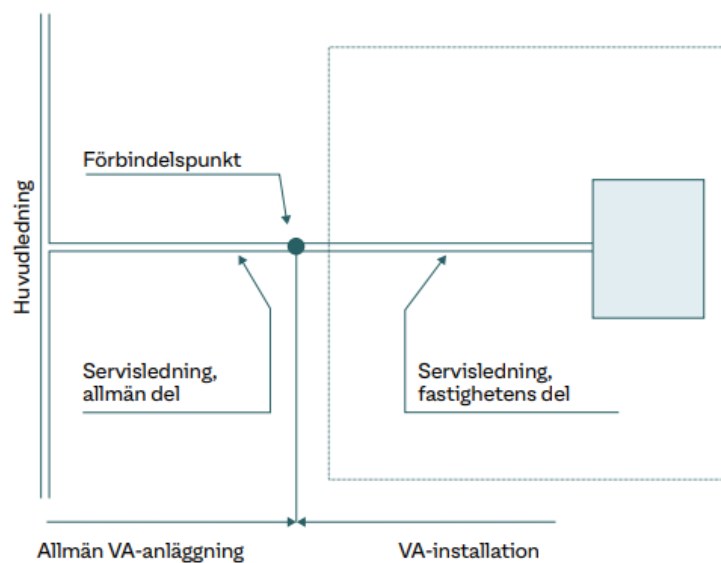 Förbindelspunkt
Huvudledning
Servisledning,
allmän del
Servisledning,
fastighetens del
Allmän VA-anläggning
VA-installation